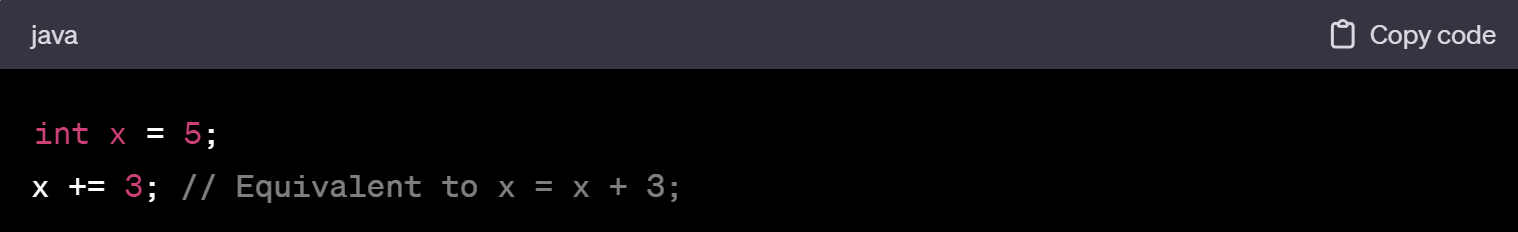 java
Copy code
int x = 5;
x += 3; // Equivalent to x = x + 3;